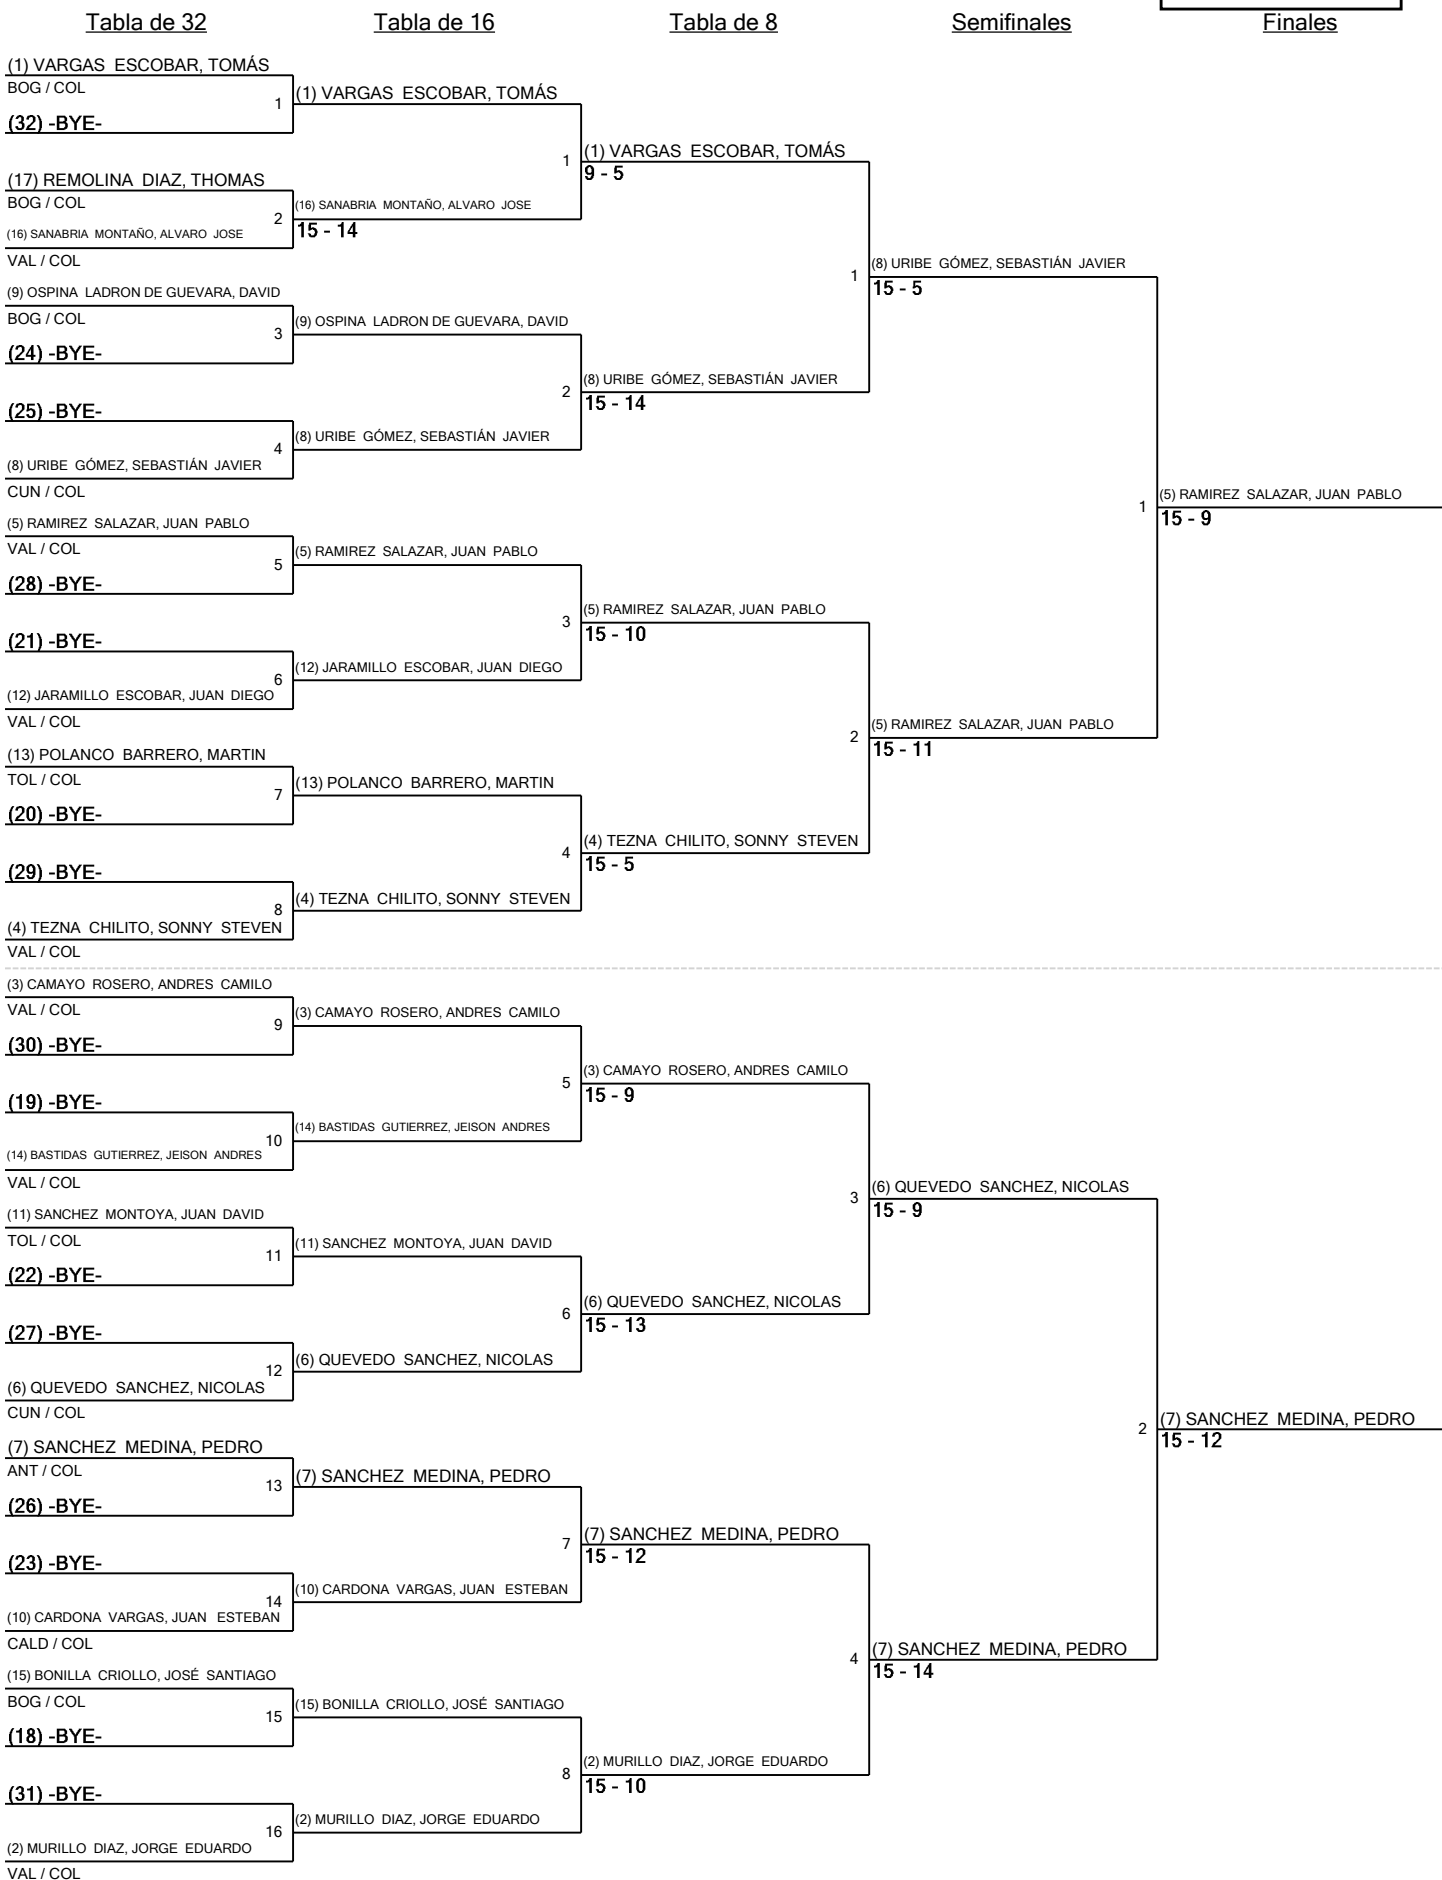 Tabla de 32
Tabla de 16
Tabla de 8
Semifinales
Finales
(1) VARGAS ESCOBAR, TOMÁS
BOG / COL
1
(32) -BYE-
(17) REMOLINA DIAZ, THOMAS
BOG / COL
2
(16) SANABRIA MONTAÑO, ALVARO JOSE
VAL / COL
(9) OSPINA LADRON DE GUEVARA, DAVID
BOG / COL
3
(24) -BYE-
(25) -BYE-
4
(8) URIBE GÓMEZ, SEBASTIÁN JAVIER
CUN / COL
(5) RAMIREZ SALAZAR, JUAN PABLO
VAL / COL
5
(28) -BYE-
(21) -BYE-
6
(12) JARAMILLO ESCOBAR, JUAN DIEGO
VAL / COL
(13) POLANCO BARRERO, MARTIN
TOL / COL
7
(20) -BYE-
(29) -BYE-
8
(4) TEZNA CHILITO, SONNY STEVEN
VAL / COL
(3) CAMAYO ROSERO, ANDRES CAMILO
VAL / COL
9
(30) -BYE-
(19) -BYE-
10
(14) BASTIDAS GUTIERREZ, JEISON ANDRES
VAL / COL
(11) SANCHEZ MONTOYA, JUAN DAVID
TOL / COL
11
(22) -BYE-
(27) -BYE-
12
(6) QUEVEDO SANCHEZ, NICOLAS
CUN / COL
(7) SANCHEZ MEDINA, PEDRO
ANT / COL
13
(26) -BYE-
(23) -BYE-
14
(10) CARDONA VARGAS, JUAN ESTEBAN
CALD / COL
(15) BONILLA CRIOLLO, JOSÉ SANTIAGO
BOG / COL
15
(18) -BYE-
(31) -BYE-
16
(2) MURILLO DIAZ, JORGE EDUARDO
VAL / COL
(1) VARGAS ESCOBAR, TOMÁS
1
(16) SANABRIA MONTAÑO, ALVARO JOSE
15 - 14
(9) OSPINA LADRON DE GUEVARA, DAVID
2
(8) URIBE GÓMEZ, SEBASTIÁN JAVIER
(5) RAMIREZ SALAZAR, JUAN PABLO
3
(12) JARAMILLO ESCOBAR, JUAN DIEGO
(13) POLANCO BARRERO, MARTIN
4
(4) TEZNA CHILITO, SONNY STEVEN
(3) CAMAYO ROSERO, ANDRES CAMILO
5
(14) BASTIDAS GUTIERREZ, JEISON ANDRES
(11) SANCHEZ MONTOYA, JUAN DAVID
6
(6) QUEVEDO SANCHEZ, NICOLAS
(7) SANCHEZ MEDINA, PEDRO
7
(10) CARDONA VARGAS, JUAN ESTEBAN
(15) BONILLA CRIOLLO, JOSÉ SANTIAGO
8
(2) MURILLO DIAZ, JORGE EDUARDO
(1) VARGAS ESCOBAR, TOMÁS
9 - 5
1
(8) URIBE GÓMEZ, SEBASTIÁN JAVIER
15 - 14
(5) RAMIREZ SALAZAR, JUAN PABLO
15 - 10
2
(4) TEZNA CHILITO, SONNY STEVEN
15 - 5
(3) CAMAYO ROSERO, ANDRES CAMILO
15 - 9
3
(6) QUEVEDO SANCHEZ, NICOLAS
15 - 13
(7) SANCHEZ MEDINA, PEDRO
15 - 12
4
(2) MURILLO DIAZ, JORGE EDUARDO
15 - 10
(8) URIBE GÓMEZ, SEBASTIÁN JAVIER
15 - 5
1
(5) RAMIREZ SALAZAR, JUAN PABLO
15 - 11
(6) QUEVEDO SANCHEZ, NICOLAS
15 - 9
2
(7) SANCHEZ MEDINA, PEDRO
15 - 14
(5) RAMIREZ SALAZAR, JUAN PABLO
15 - 9
(7) SANCHEZ MEDINA, PEDRO
15 - 12